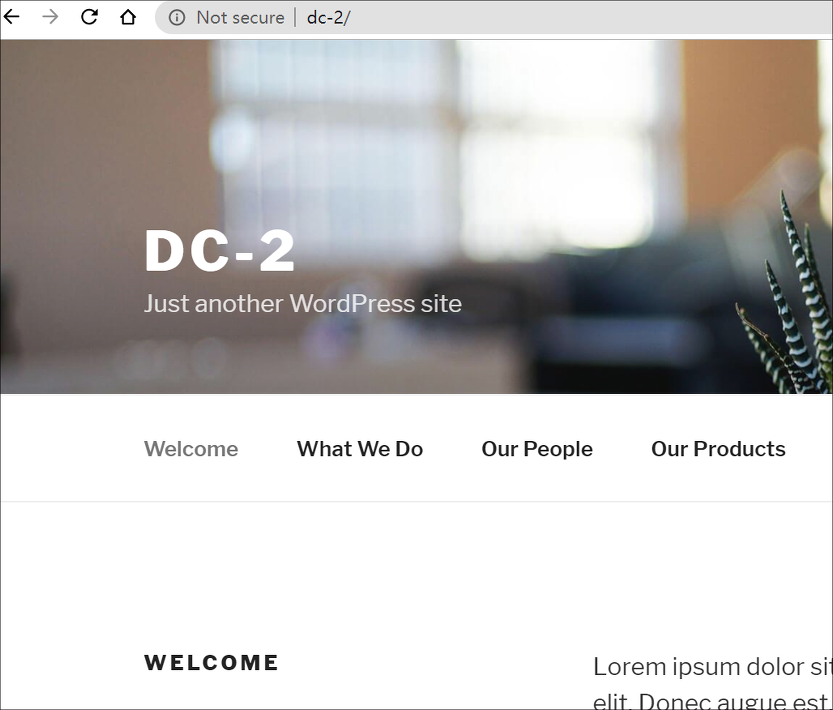 Not secure | dc-2/
DC-2
Just another WordPress site
Welcome What We Do Our People Our Products
WELCOME
Lorem ipsum dolor sit
elit. Donec augue est